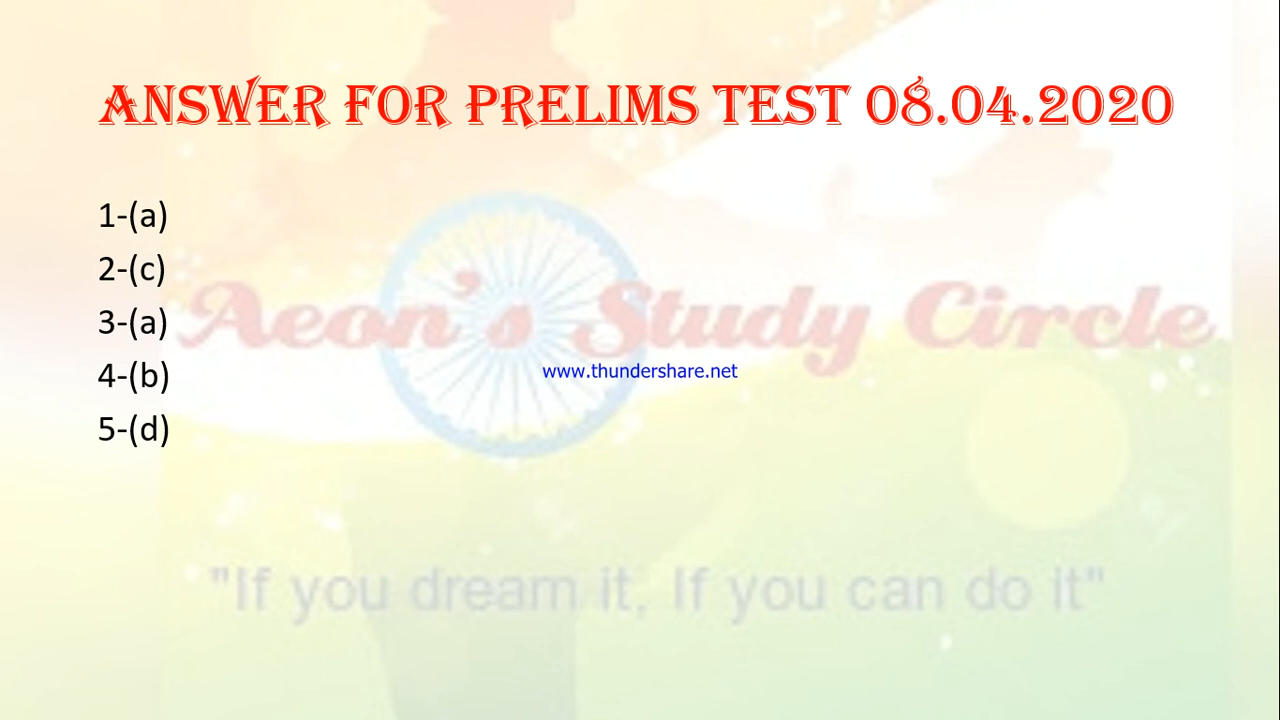 ANSWER FOR PRELIMS TEST 08.04.2020
1-(a)
2-(c)
3-(a)
4-(b)
5-(d)
Aeon's Study Circle
www.thundershare.net
"If you dream it, If you can do it"